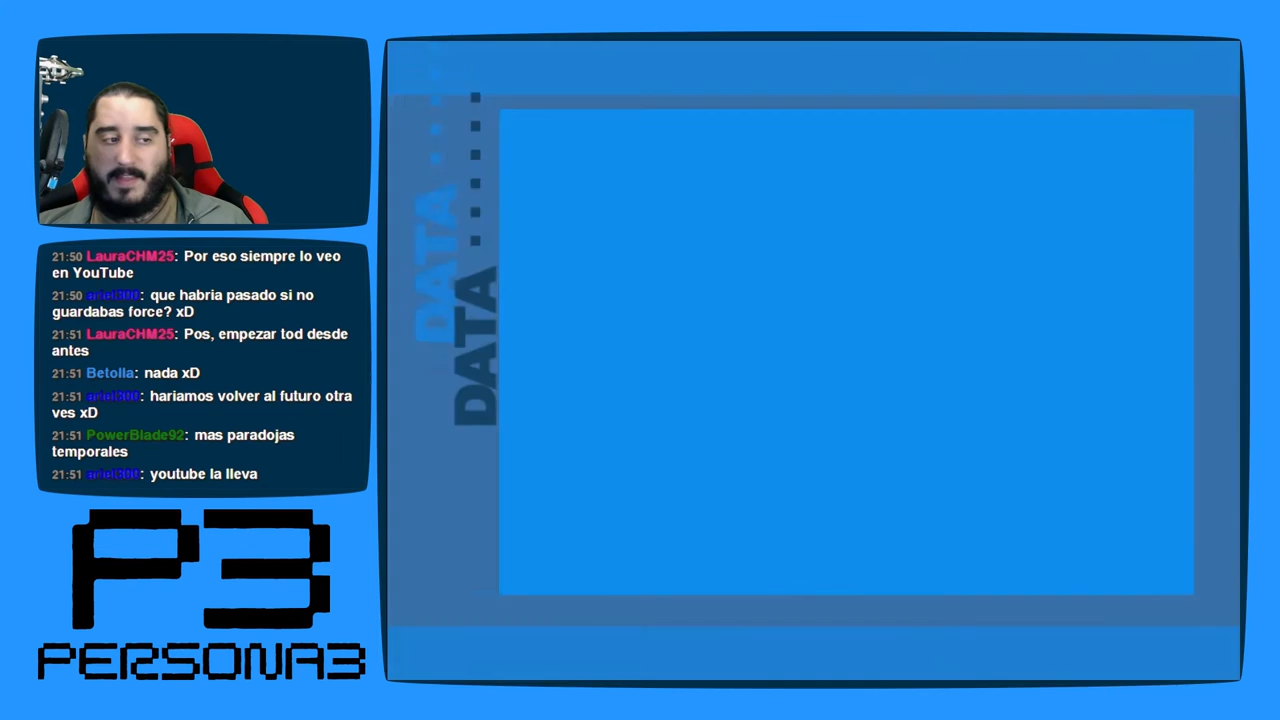 21:50 LauraCHM25: Por eso siempre lo veo
en YouTube
21:50 ariel300: que habria pasado si no
guardabas force? xD
21:51 LauraCHM25: Pos, empezar tod desde
antes
21:51 Betolla: nada xD
21:51 ariel300: hariamos volver al futuro otra
ves xD
21:51 PowerBlade92: mas paradojas
temporales
21:51 ariel300: youtube la lleva
P3
PERSONA3
DATA ......
DATA ......